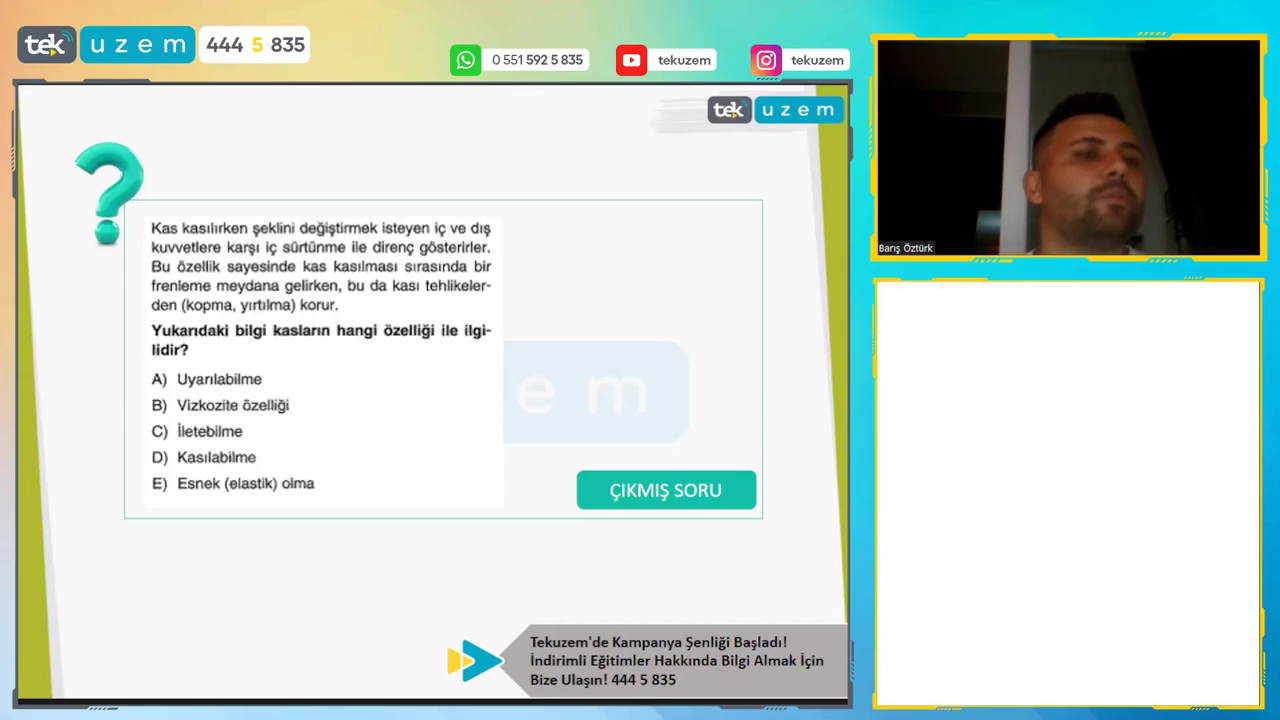 tek uzem 444 5 835
0 551 592 5 835
tekuzem
tekuzem
tek uzem
Kas kasılırken şeklini değiştirmek isteyen iç ve dış
kuvvetlere karşı iç sürtünme ile direnç gösterirler.
Bu özellik sayesinde kas kasılması sırasında bir
frenleme meydana gelirken, bu da kası tehlikeler-
den (kopma, yırtılma) korur.
Yukarıdaki bilgi kasların hangi özelliği ile ilgi-
lidir?
A) Uyarılabilme
B) Vizkozite özelliği
C) İletebilme
D) Kasılabilme
E) Esnek (elastik) olma
e m
ÇIKMIŞ SORU
Tekuzem'de Kampanya Şenliği Başladı!
İndirimli Eğitimler Hakkında Bilgi Almak İçin
Bize Ulaşın! 444 5 835
Barış Öztürk